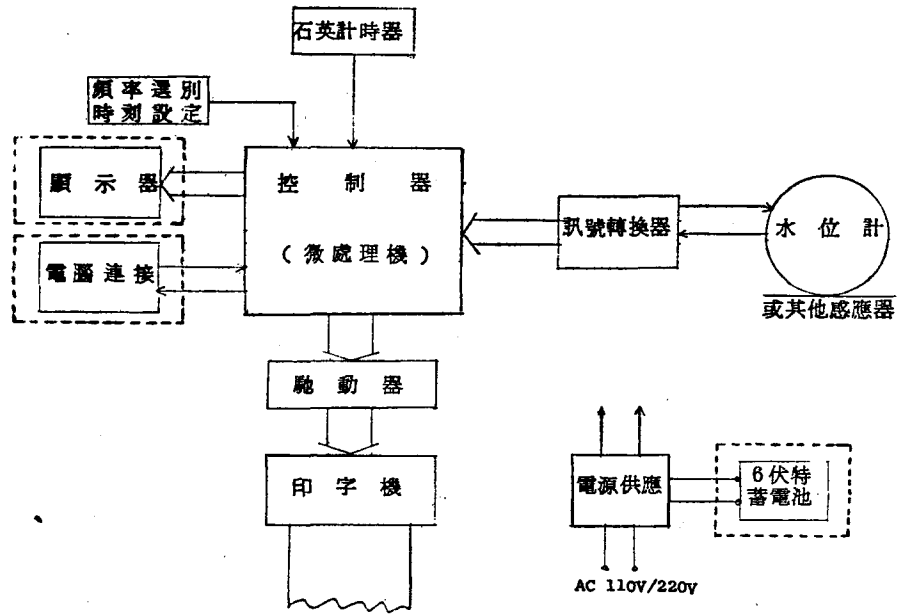 石英計時器
頻率選別
時刻設定
顯示器
控制器
(微處理機)
訊號轉換器
水位計
或其他感應器
電腦連接
馳動器
印字機
電源供應
6伏特
蓄電池
AC 110V/220V